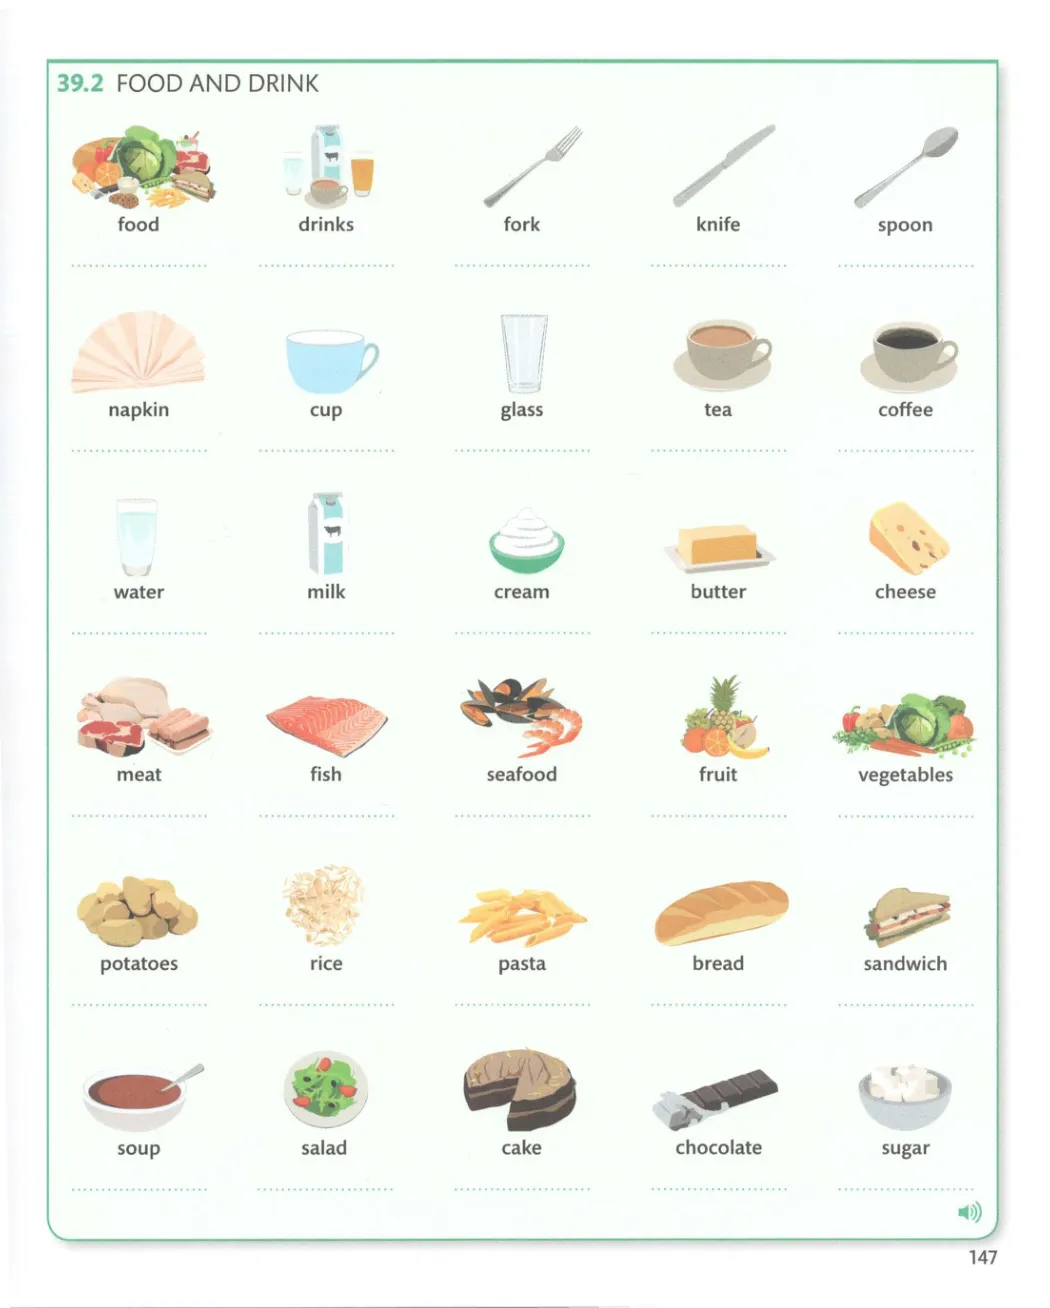 39.2 FOOD AND DRINK
food drinks fork knife spoon
napkin cup glass tea coffee
water milk cream butter cheese
meat fish seafood fruit vegetables
potatoes rice pasta bread sandwich
soup salad cake chocolate sugar
147